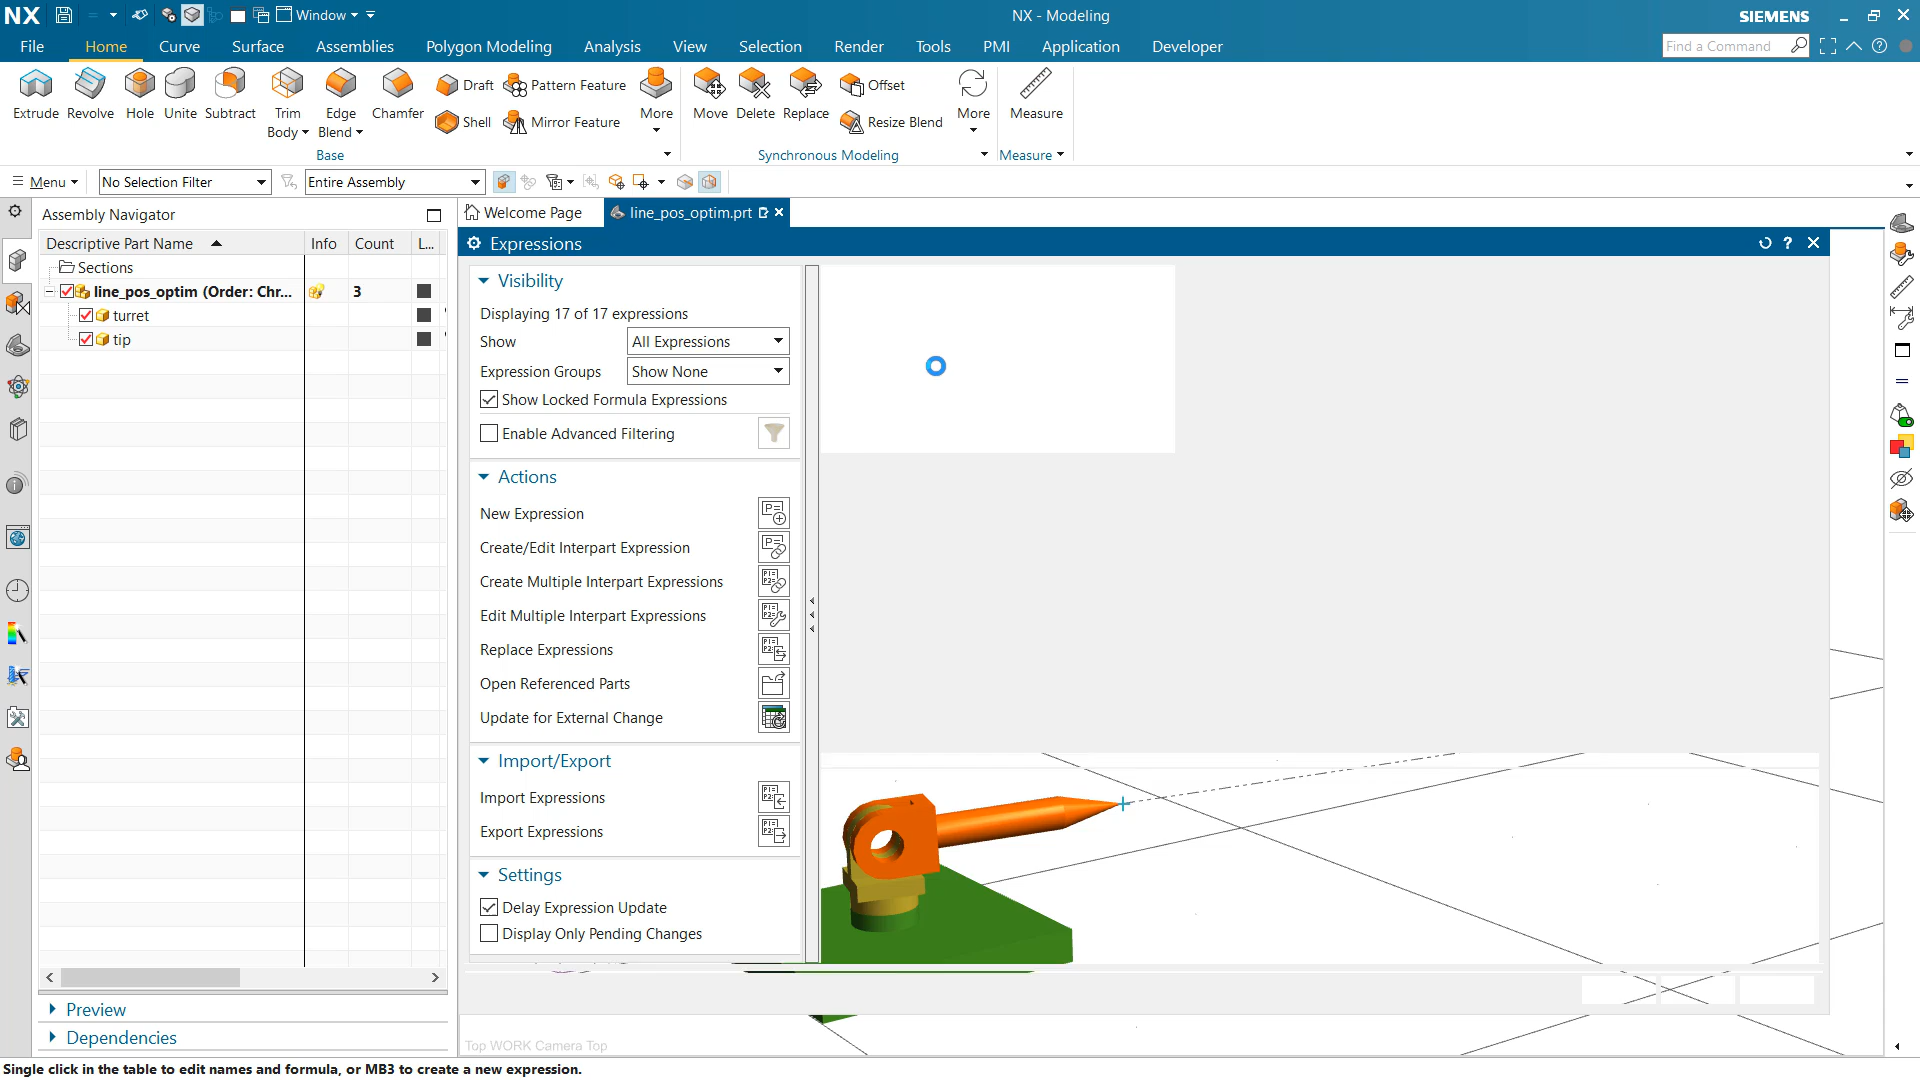 NX
Window
NX - Modeling
SIEMENS
File
Home
Curve
Surface
Assemblies
Polygon Modeling
Analysis
View
Selection
Render
Tools
PMI
Application
Developer
Find a Command
Extrude
Revolve
Hole
Unite
Subtract
Trim
Body
Edge
Blend
Chamfer
Draft
Shell
Pattern Feature
Mirror Feature
More
Move
Delete
Replace
Offset
Resize Blend
More
Measure
Base
Synchronous Modeling
Measure
Menu
No Selection Filter
Entire Assembly
Assembly Navigator
Welcome Page
line_pos_optim.prt
Descriptive Part Name
Info
Count
L...
Expressions
Sections
line_pos_optim (Order: Chr...
3
turret
tip
Visibility
Displaying 17 of 17 expressions
Show
All Expressions
Expression Groups
Show None
Show Locked Formula Expressions
Enable Advanced Filtering
Actions
New Expression
Create/Edit Interpart Expression
Create Multiple Interpart Expressions
Edit Multiple Interpart Expressions
Replace Expressions
Open Referenced Parts
Update for External Change
Import/Export
Import Expressions
Export Expressions
Settings
Delay Expression Update
Display Only Pending Changes
Preview
Dependencies
Top WORK Camera Top
Single click in the table to edit names and formula, or MB3 to create a new expression.